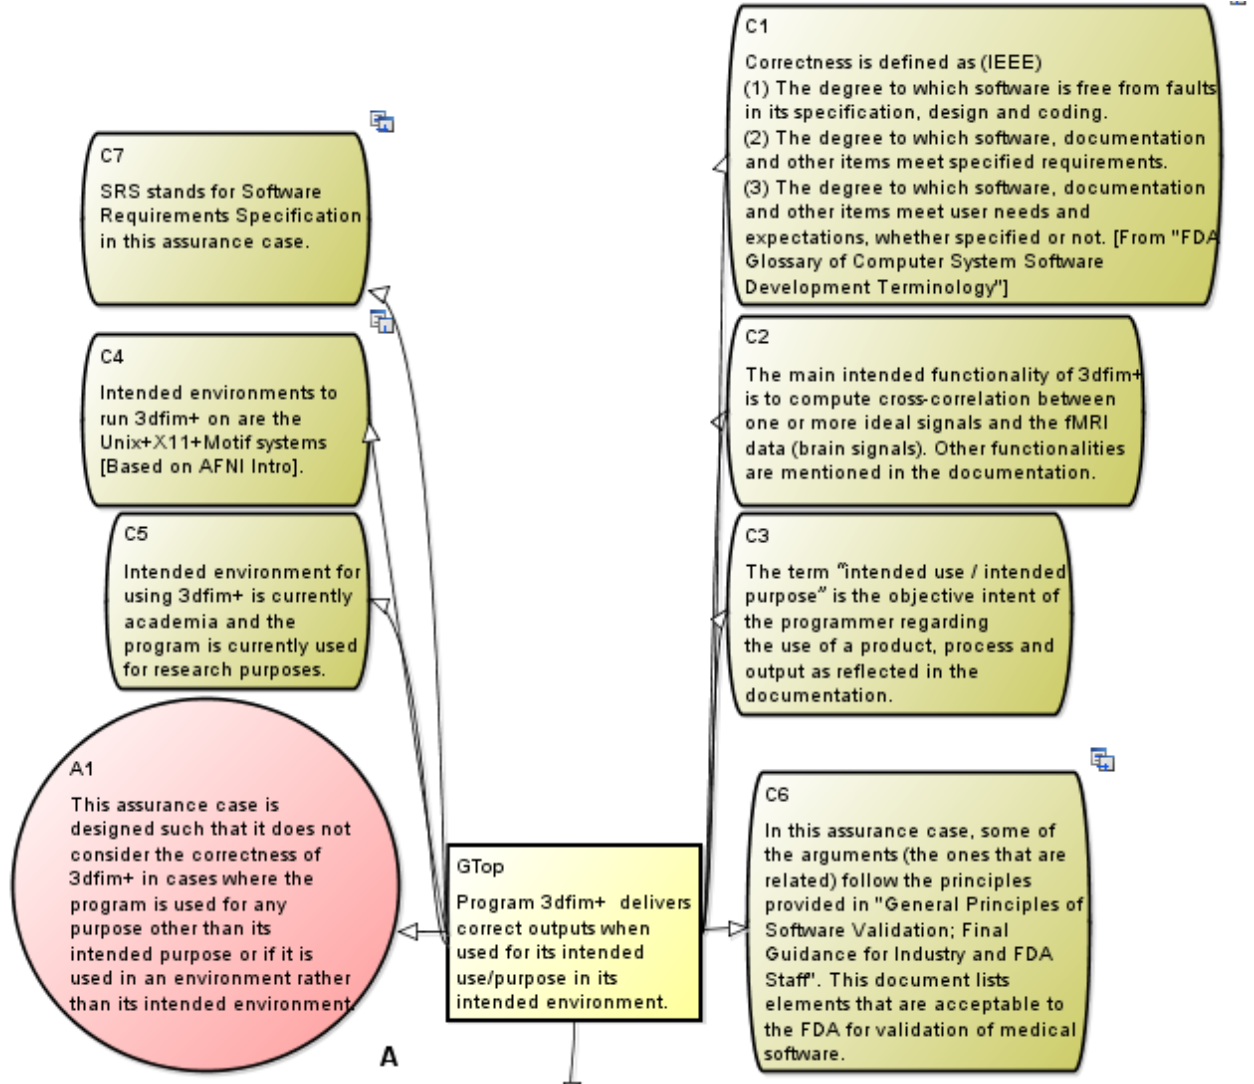 C1
Correctness is defined as (IEEE)
(1) The degree to which software is free from faults
in its specification, design and coding.
(2) The degree to which software, documentation
and other items meet specified requirements.
(3) The degree to which software, documentation
and other items meet user needs and
expectations, whether specified or not. [From "FDA
Glossary of Computer System Software
Development Terminology"]
C7
SRS stands for Software
Requirements Specification
in this assurance case.
C4
Intended environments to
run 3dfim+ on are the
Unix+X11+Motif systems
[Based on AFNI Intro].
C2
The main intended functionality of 3dfim+
is to compute cross-correlation between
one or more ideal signals and the fMRI
data (brain signals). Other functionalities
are mentioned in the documentation.
C5
Intended environment for
using 3dfim+ is currently
academia and the
program is currently used
for research purposes.
C3
The term "intended use / intended
purpose" is the objective intent of
the programmer regarding
the use of a product, process and
output as reflected in the
documentation.
A1
This assurance case is
designed such that it does not
consider the correctness of
3dfim+ in cases where the
program is used for any
purpose other than its
intended purpose or if it is
used in an environment rather
than its intended environment.
A
GTop
Program 3dfim+ delivers
correct outputs when
used for its intended
use/purpose in its
intended environment.
C6
In this assurance case, some of
the arguments (the ones that are
related) follow the principles
provided in "General Principles of
Software Validation; Final
Guidance for Industry and FDA
Staff". This document lists
elements that are acceptable to
the FDA for validation of medical
software.